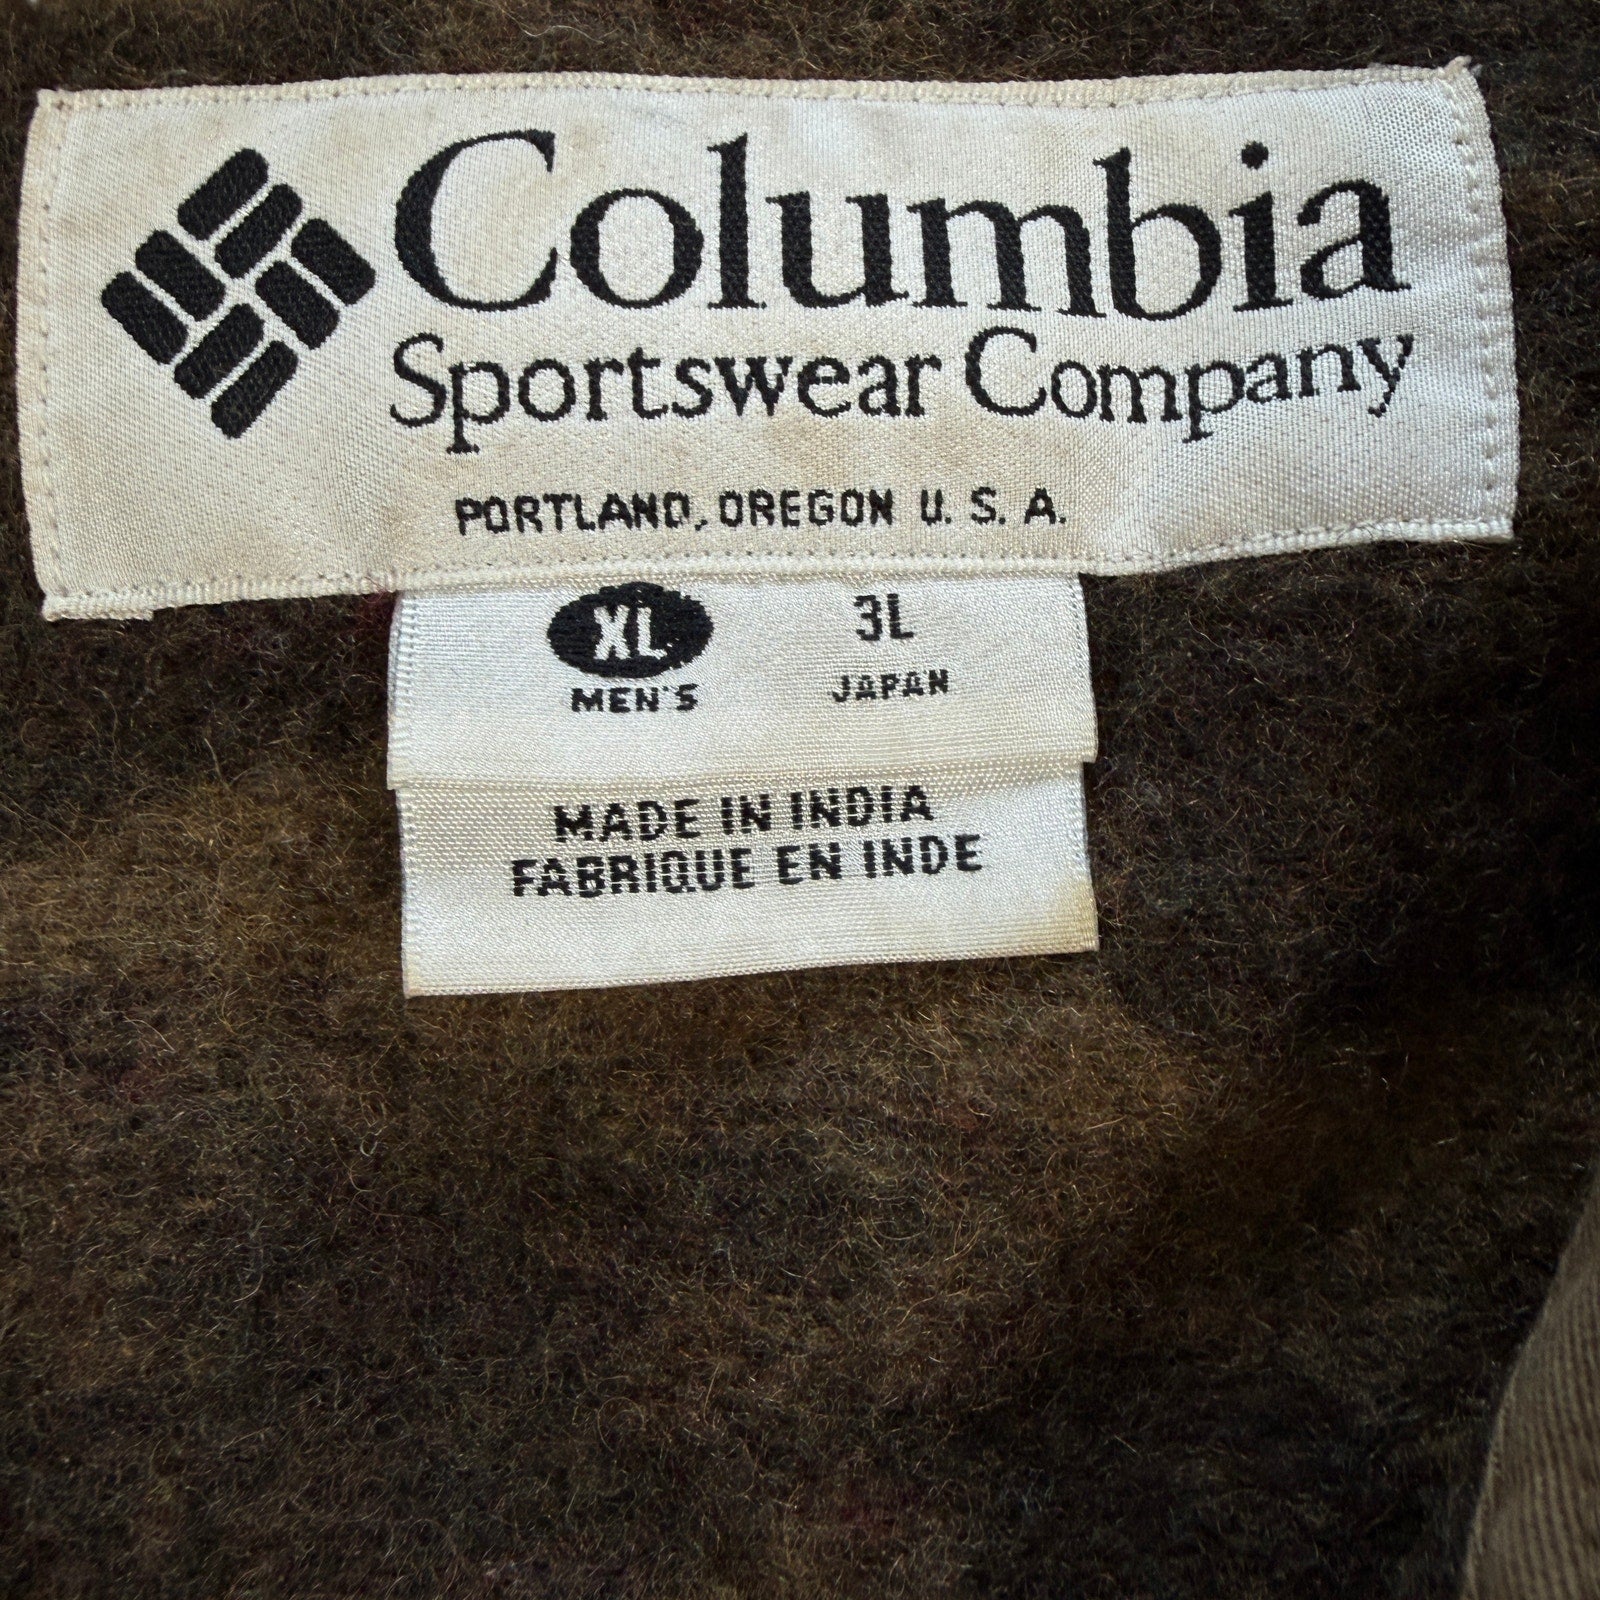 Columbia
Sportswear Company
PORTLAND, OREGON U. S. A.
XL 3L
MEN'S JAPAN
MADE IN INDIA
FABRIQUE EN INDE